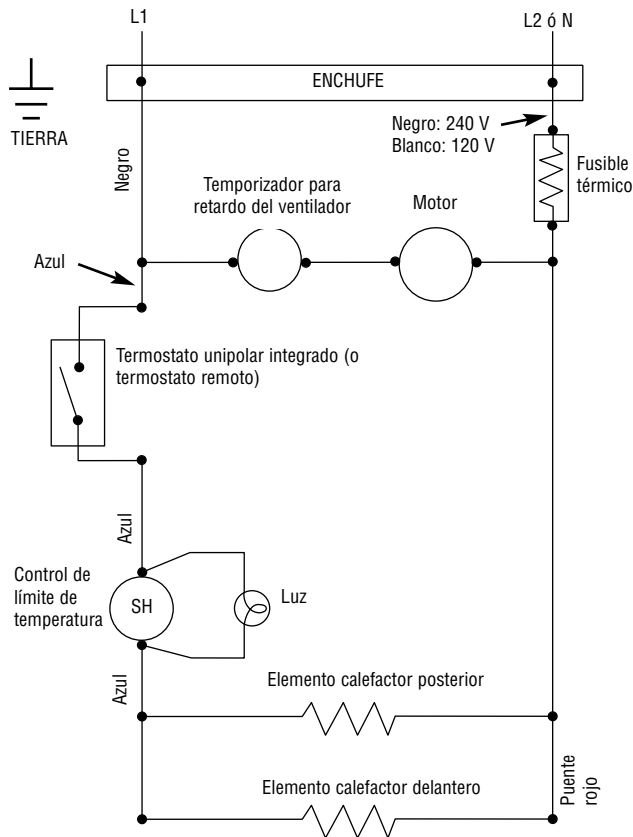 L1
L2 ó N
ENCHUFE
TIERRA
Negro: 240 V
Blanco: 120 V
Fusible
térmico
Negro
Temporizador para
retardo del ventilador
Motor
Azul
Termostato unipolar integrado (o
termostato remoto)
Azul
Control de
límite de
temperatura
SH
Luz
Azul
Elemento calefactor posterior
Elemento calefactor delantero
Puente
rojo